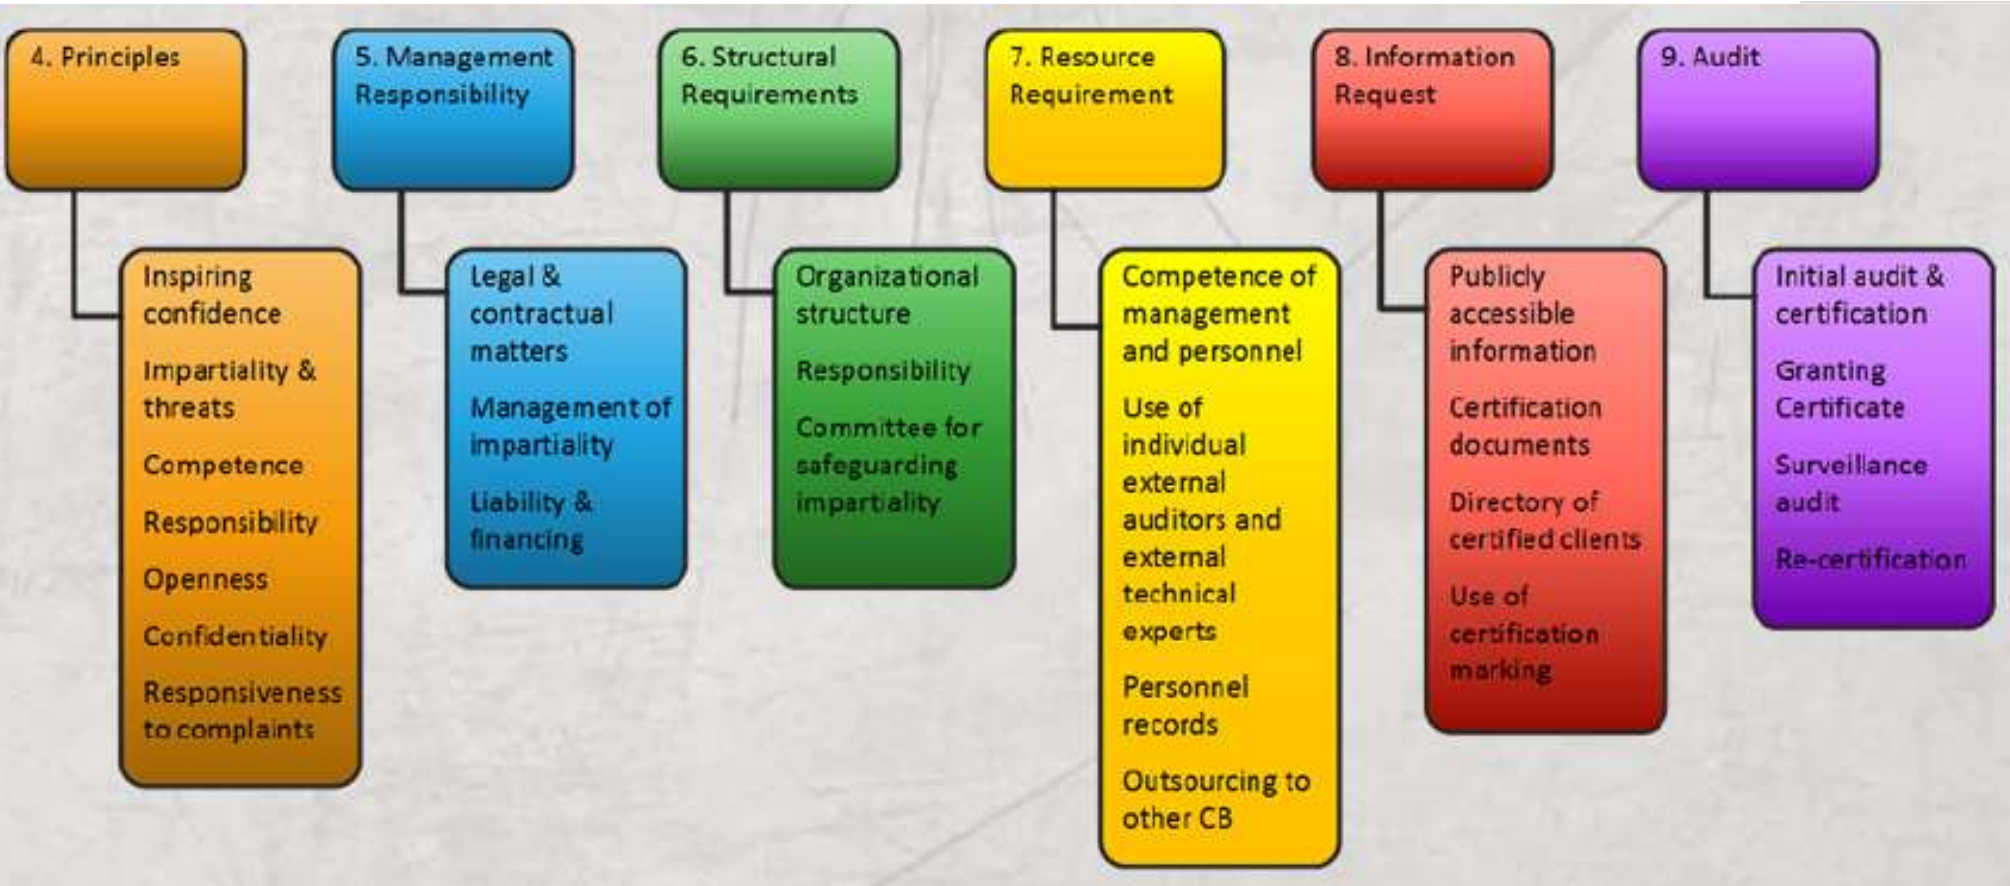 4. Principles
Inspiring
confidence
Impartiality &
threats
Competence
Responsibility
Openness
Confidentiality
Responsiveness
to complaints
5. Management
Responsibility
Legal &
contractual
matters
Management of
impartiality
Liability &
financing
6. Structural
Requirements
Organizational
structure
Responsibility
Committee for
safeguarding
impartiality
7. Resource
Requirement
Competence of
management
and personnel
Use of
individual
external
auditors and
external
technical
experts
Personnel
records
Outsourcing to
other CB
8. Information
Request
Publicly
accessible
information
Certification
documents
Directory of
certified clients
Use of
certification
marking
9. Audit
Initial audit &
certification
Granting
Certificate
Surveillance
audit
Re-certification